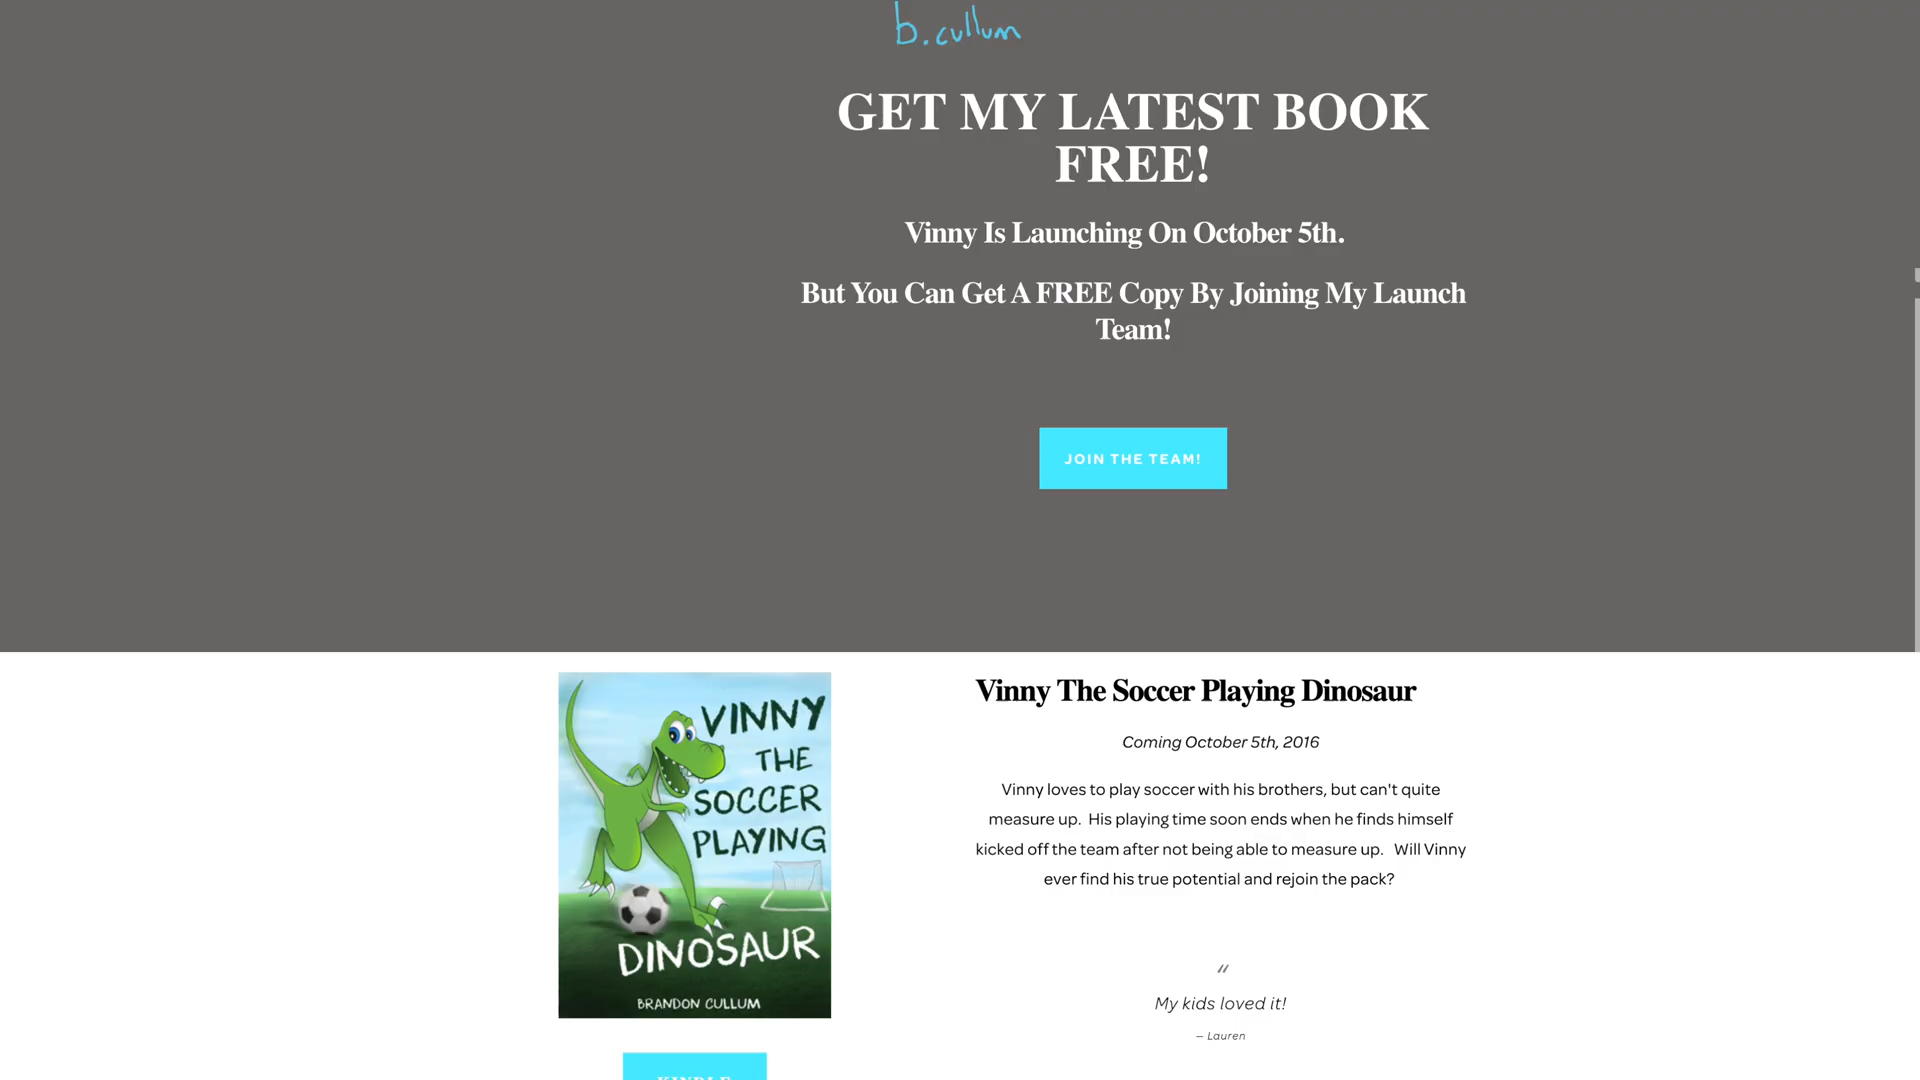 b.cullum
GET MY LATEST BOOK
FREE!
Vinny Is Launching On October 5th.
But You Can Get A FREE Copy By Joining My Launch
Team!
JOIN THE TEAM!
VINNY
THE
SOCCER
PLAYING
DINOSAUR
BRANDON CULLUM
KINDLE
Vinny The Soccer Playing Dinosaur
Coming October 5th, 2016
Vinny loves to play soccer with his brothers, but can't quite
measure up. His playing time soon ends when he finds himself
kicked off the team after not being able to measure up. Will Vinny
ever find his true potential and rejoin the pack?
“
My kids loved it!
— Lauren